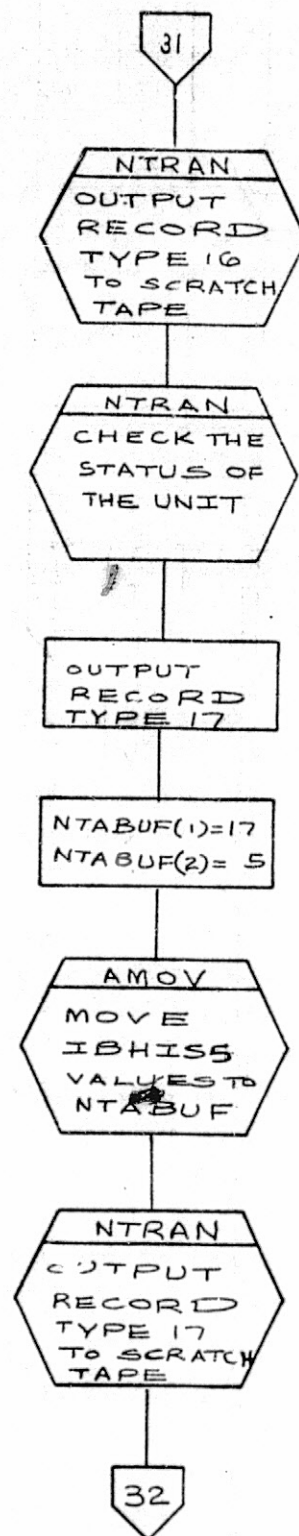 31
NTRAN
OUTPUT
RECORD
TYPE 16
TO SCRATCH
TAPE
NTRAN
CHECK THE
STATUS OF
THE UNIT
OUTPUT
RECORD
TYPE 17
NTABUF(1)=17
NTABUF(2)= 5
AMOV
MOVE
IBHIS5
VALUES TO
NTABUF
NTRAN
OUTPUT
RECORD
TYPE 17
TO SCRATCH
TAPE
32